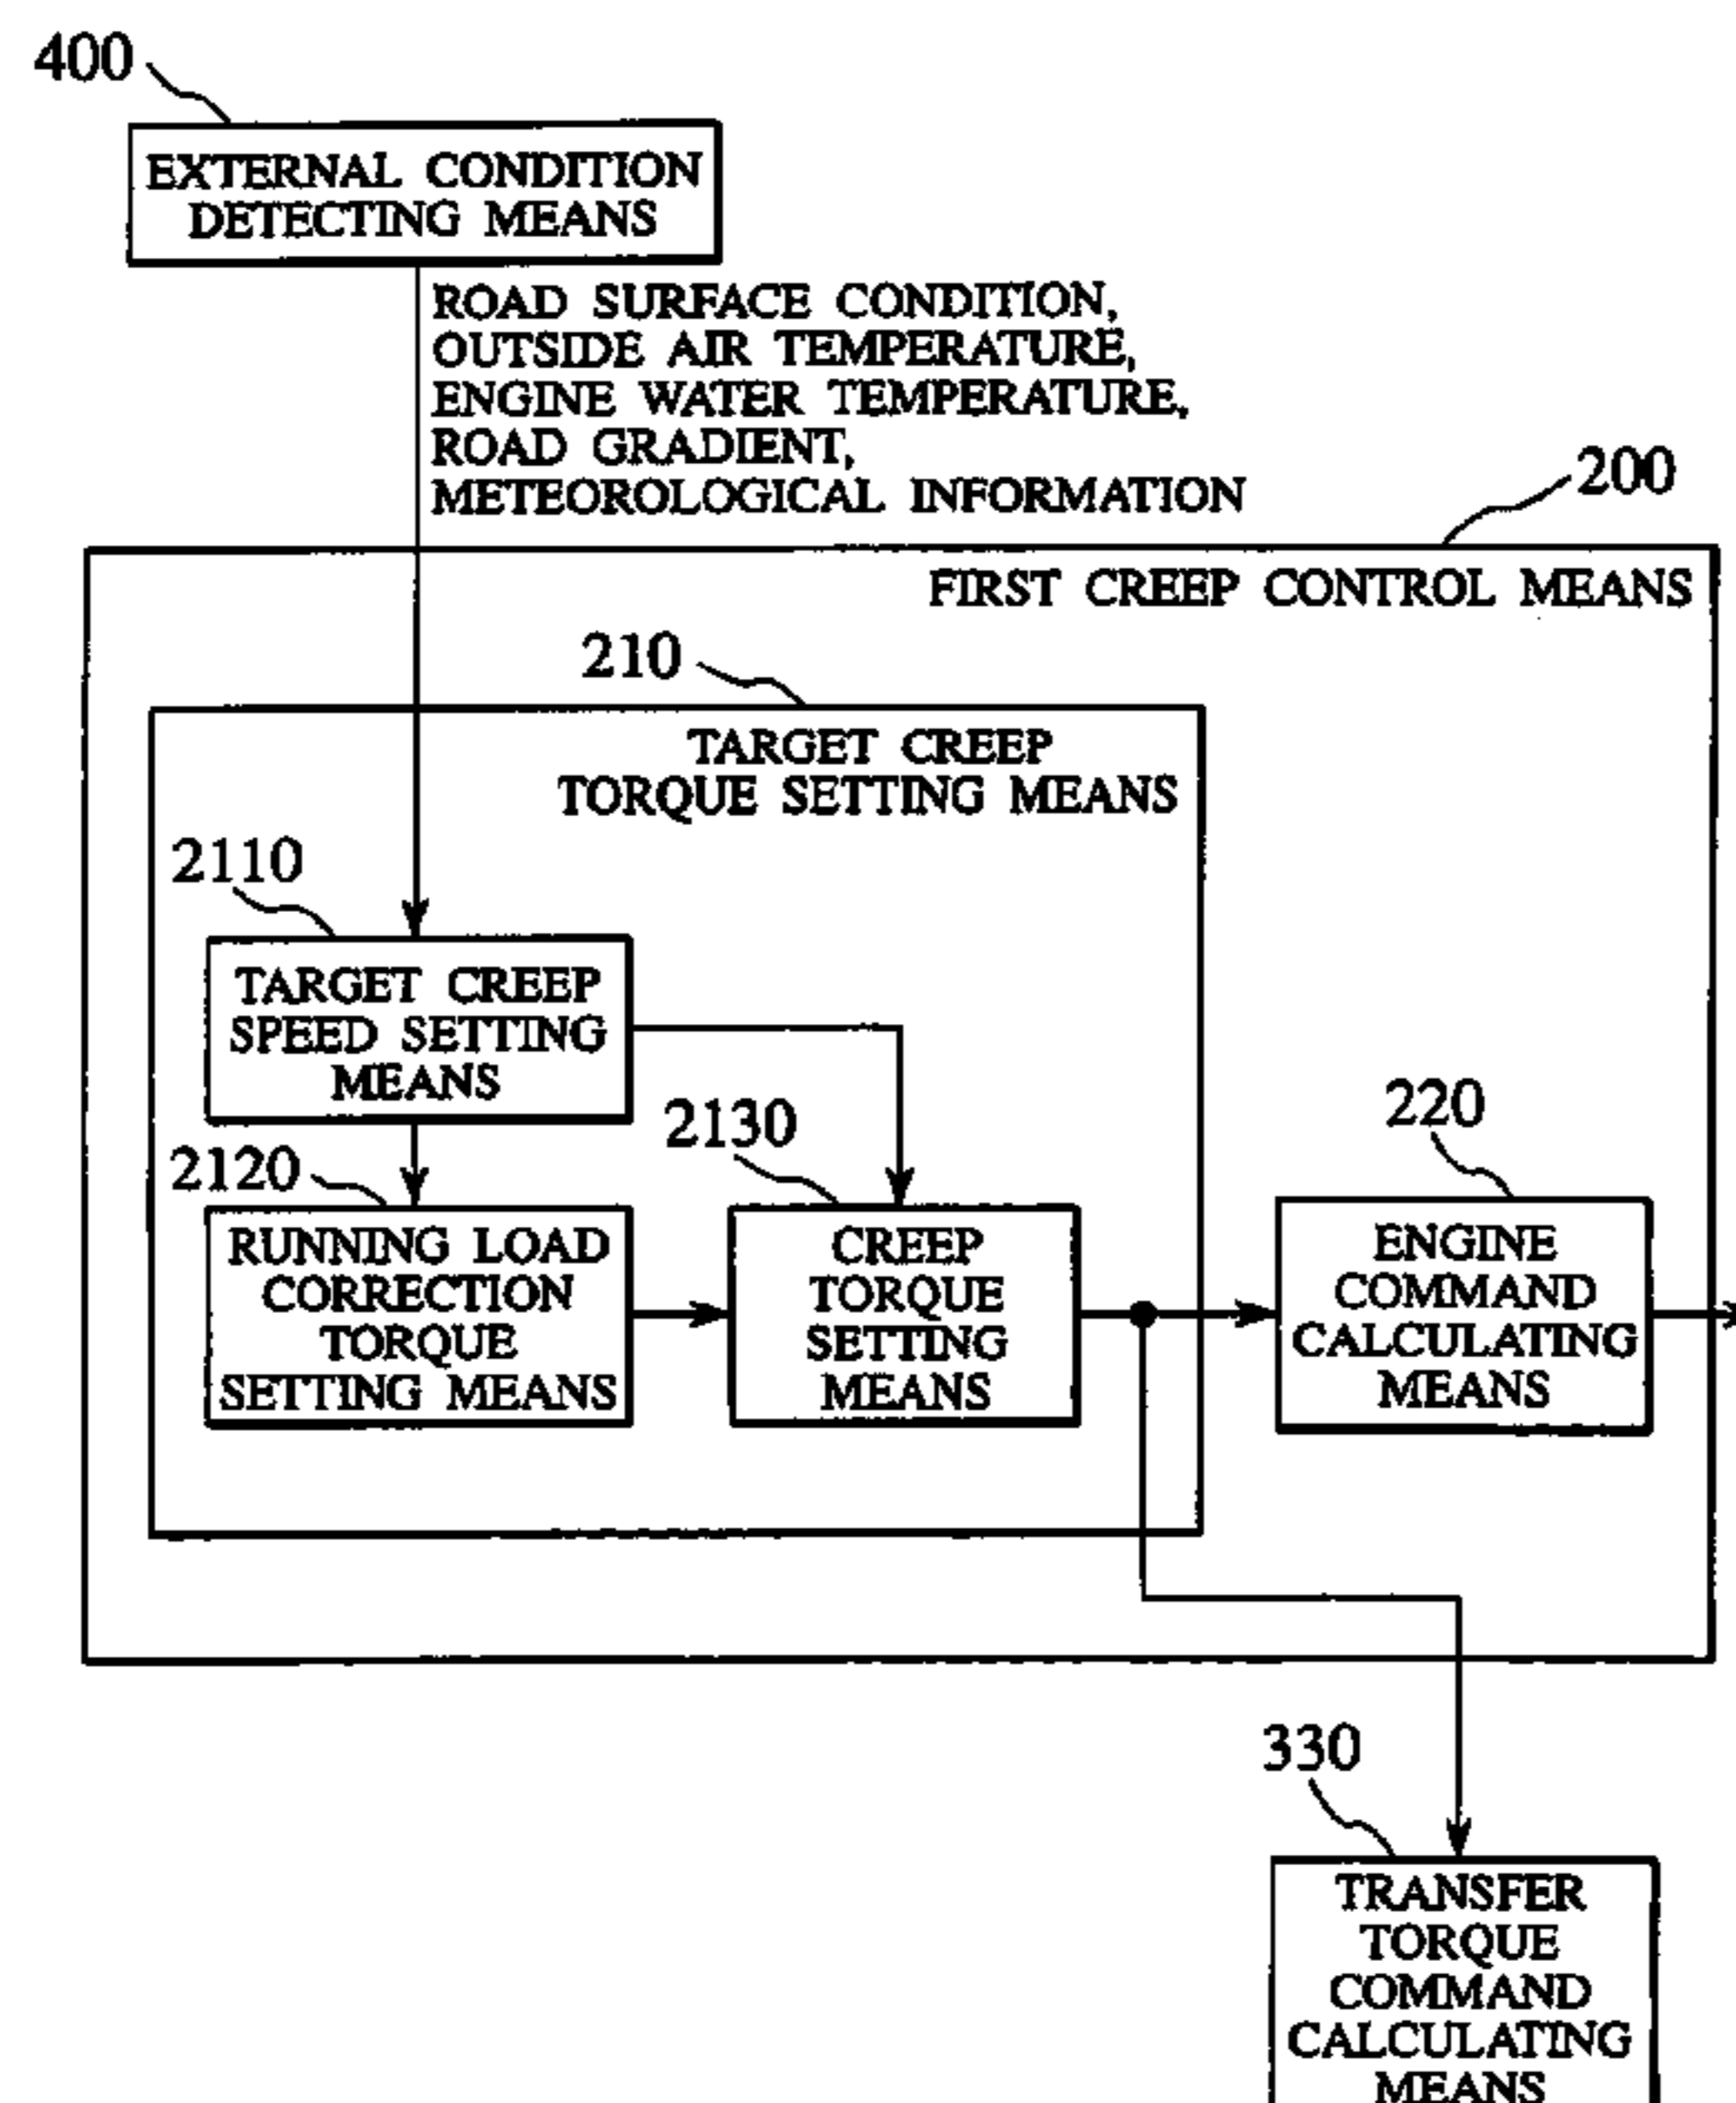 400
EXTERNAL CONDITION
DETECTING MEANS
ROAD SURFACE CONDITION,
OUTSIDE AIR TEMPERATURE,
ENGINE WATER TEMPERATURE,
ROAD GRADIENT,
METEOROLOGICAL INFORMATION
200
FIRST CREEP CONTROL MEANS
210
TARGET CREEP
TORQUE SETTING MEANS
2110
TARGET CREEP
SPEED SETTING
MEANS
2120
RUNNING LOAD
CORRECTION
TORQUE
SETTING MEANS
2130
CREEP
TORQUE
SETTING
MEANS
220
ENGINE
COMMAND
CALCULATING
MEANS
330
TRANSFER
TORQUE
COMMAND
CALCULATING
MEANS